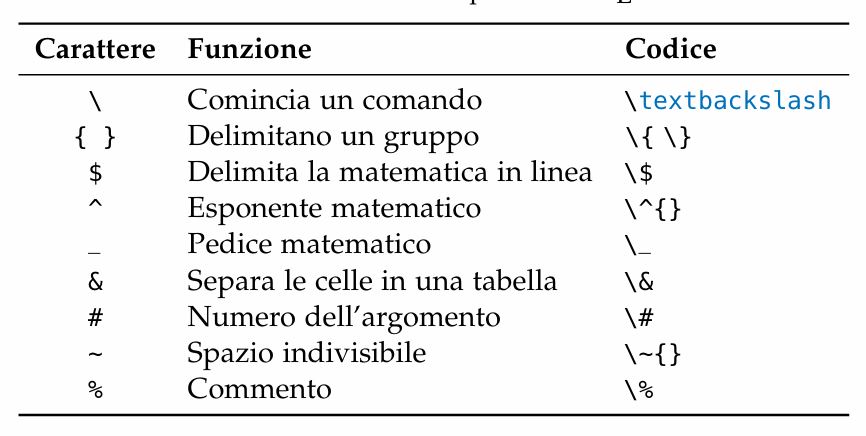 Carattere Funzione Codice
\ Comincia un comando \textbackslash
{ } Delimitano un gruppo \{ \}
$ Delimita la matematica in linea \$
^ Esponente matematico \^{}
_ Pedice matematico \_
& Separa le celle in una tabella \&
# Numero dell’argomento \#
~ Spazio indivisibile \~{}
% Commento \%